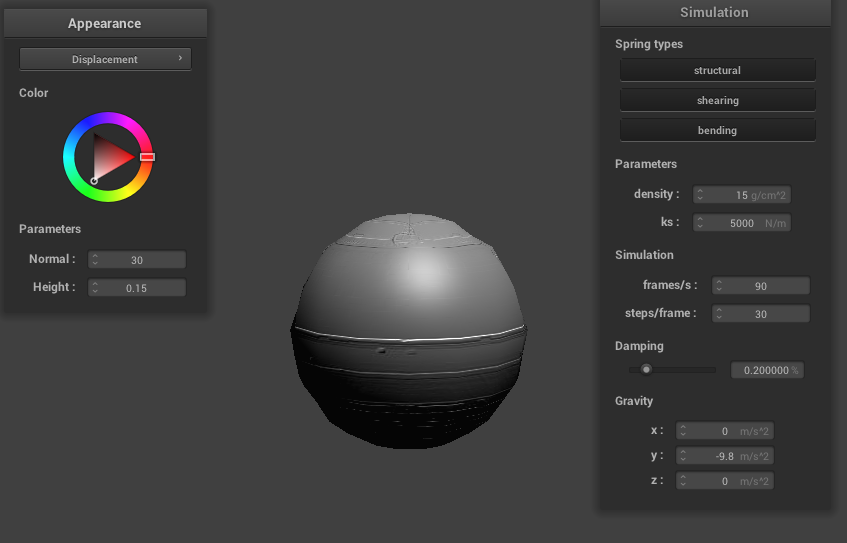 Appearance
Displacement
Color
Parameters
Normal : 30
Height : 0.15
Simulation
Spring types
structural
shearing
bending
Parameters
density : 15 g/cm^2
ks : 5000 N/m
Simulation
frames/s : 90
steps/frame : 30
Damping
0.200000 %
Gravity
x : 0 m/s^2
y : -9.8 m/s^2
z : 0 m/s^2